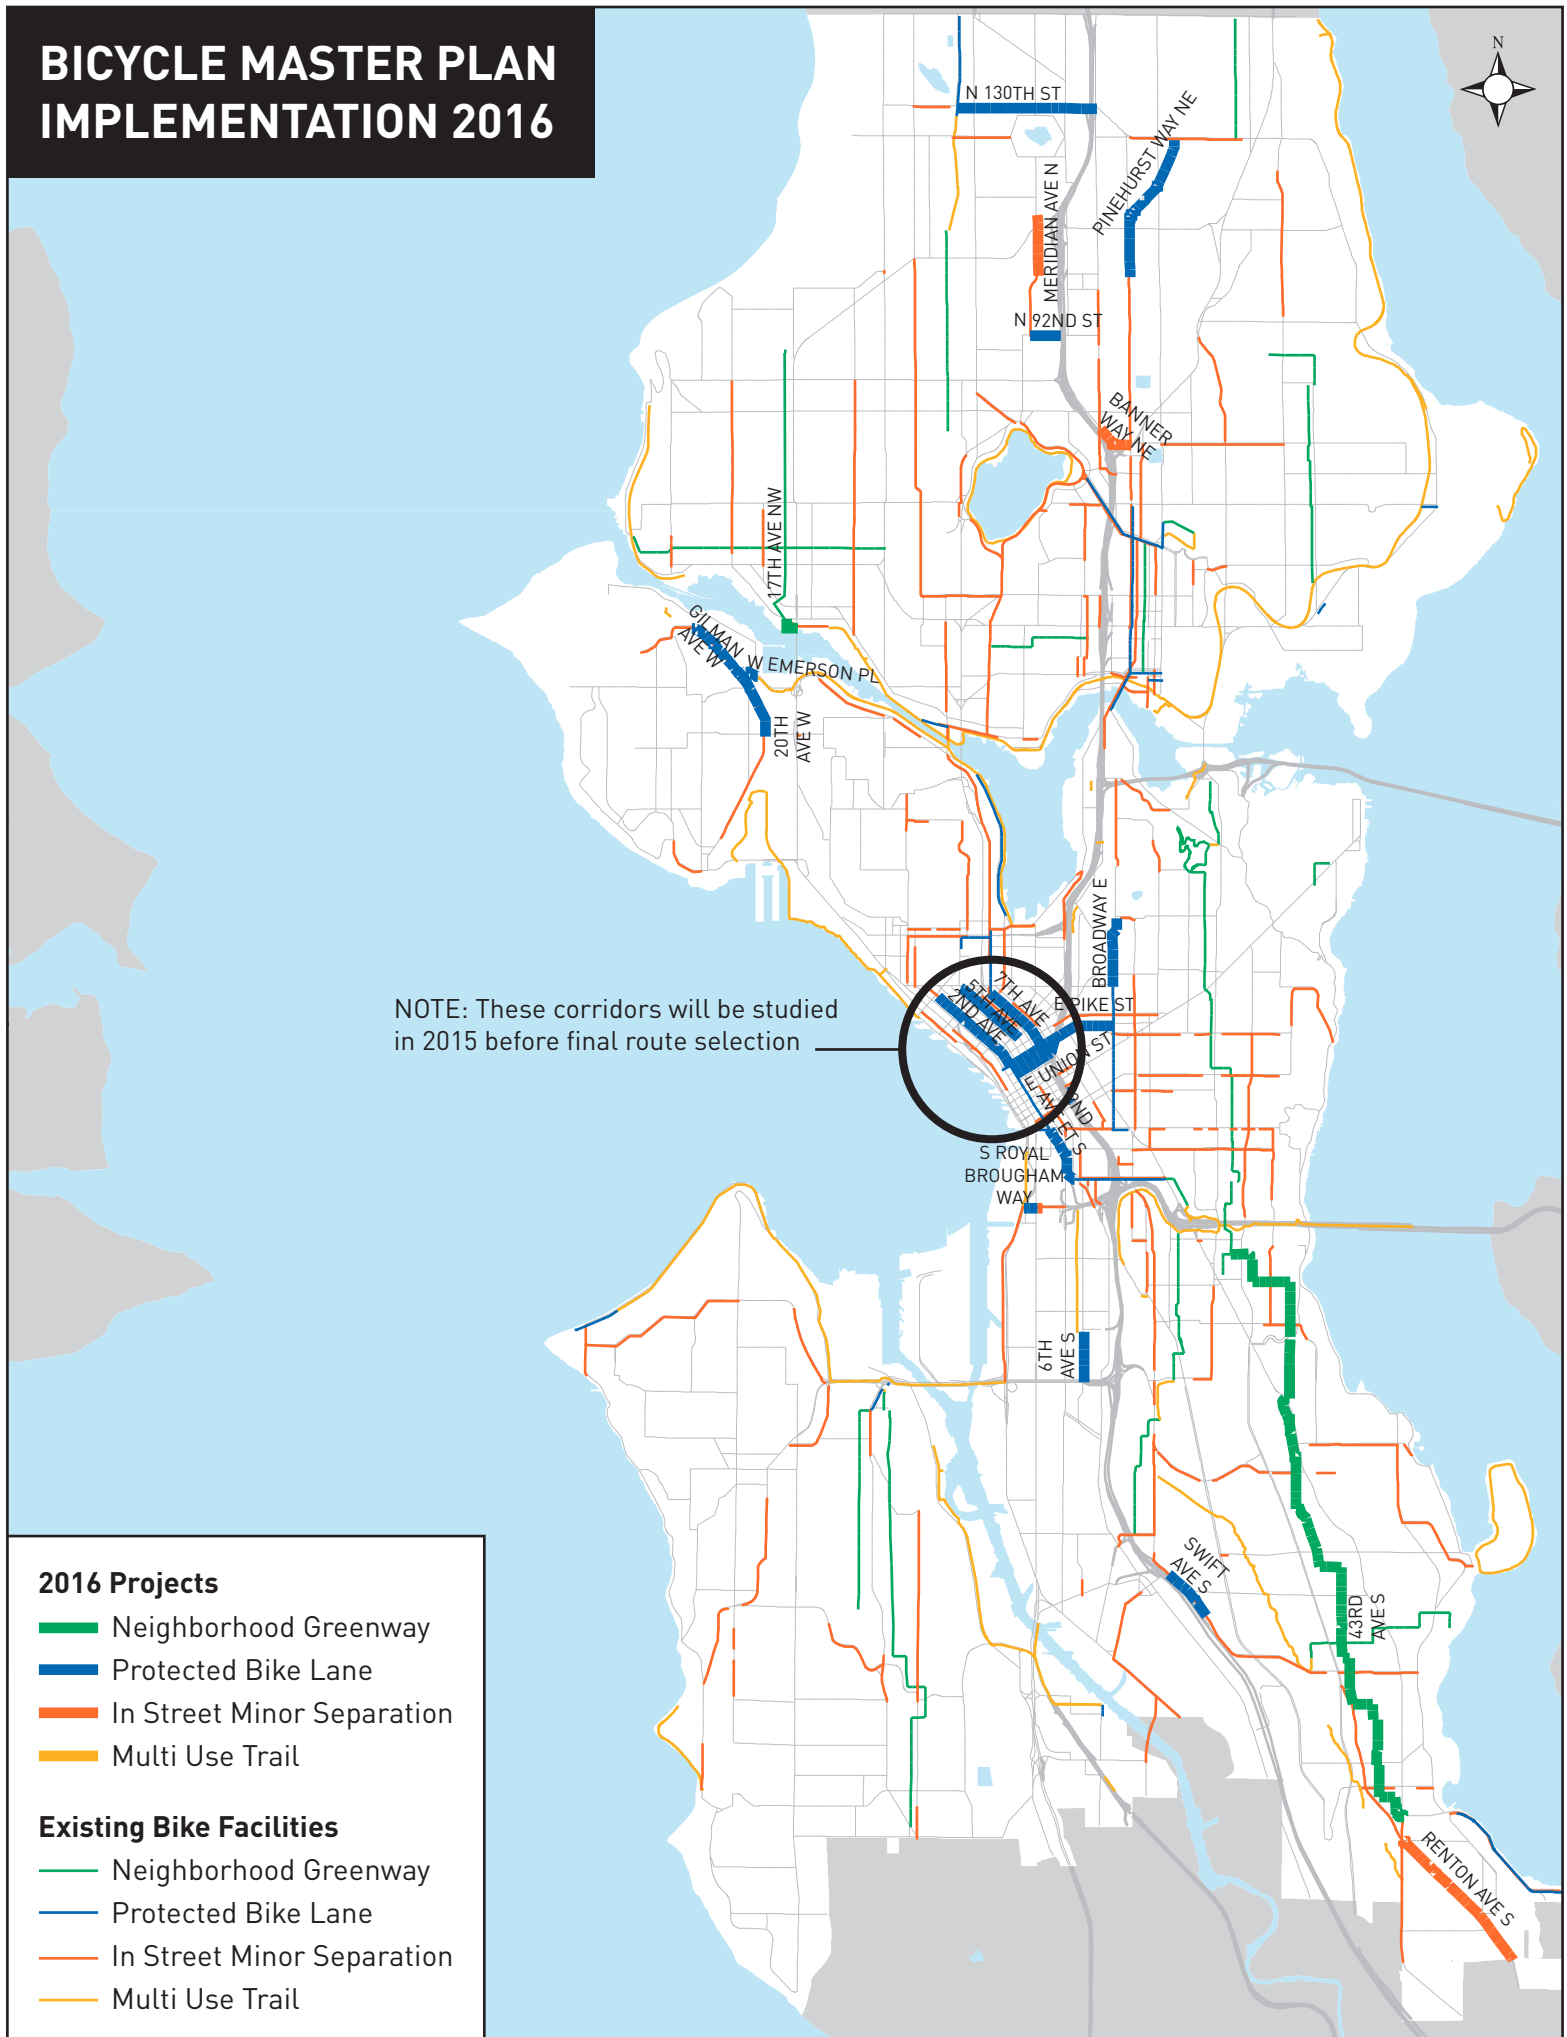 BICYCLE MASTER PLAN
IMPLEMENTATION 2016
N
N 130TH ST
PINEHURST WAY NE
MERIDIAN AVE N
N 92ND ST
BANNER
WAY NE
17TH AVE NW
GILMAN
AVE W
W EMERSON PL
20TH
AVE W
BROADWAY E
NOTE: These corridors will be studied
in 2015 before final route selection
7TH AVE
5TH AVE
2ND AVE
E PIKE ST
E UNION ST
2ND
AVE ET S
S ROYAL
BROUGHAM
WAY
6TH
AVE S
SWIFT
AVE S
43RD
AVE S
RENTON AVE S
2016 Projects
Neighborhood Greenway
Protected Bike Lane
In Street Minor Separation
Multi Use Trail
Existing Bike Facilities
Neighborhood Greenway
Protected Bike Lane
In Street Minor Separation
Multi Use Trail